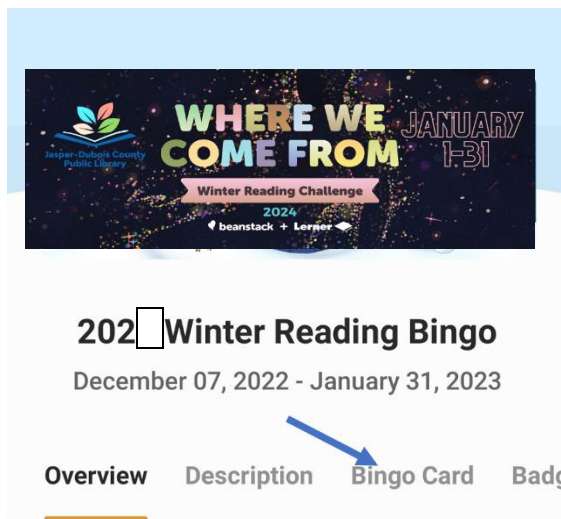 Jasper-Dubois County
Public Library
WHERE WE
COME FROM
JANUARY
1-31
Winter Reading Challenge
2024
beanstack + Lerner
202 Winter Reading Bingo
December 07, 2022 - January 31, 2023
Overview Description Bingo Card Badg